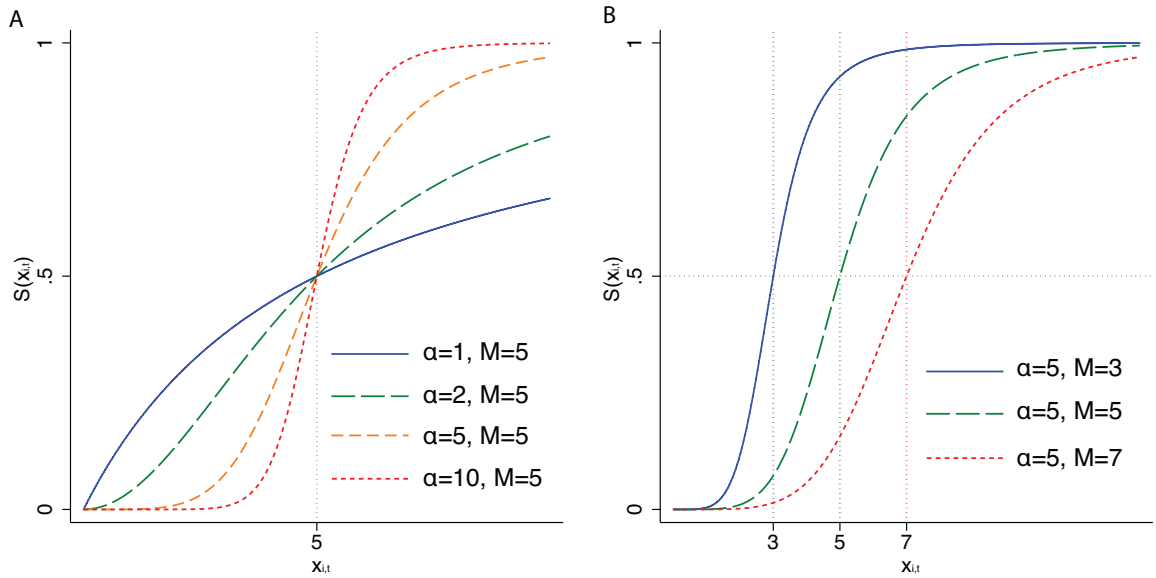 A
1
.5
0
S(xi,t)
α=1, M=5
α=2, M=5
α=5, M=5
α=10, M=5
5
xi,t
B
1
.5
0
S(xi,t)
α=5, M=3
α=5, M=5
α=5, M=7
3 5 7
xi,t